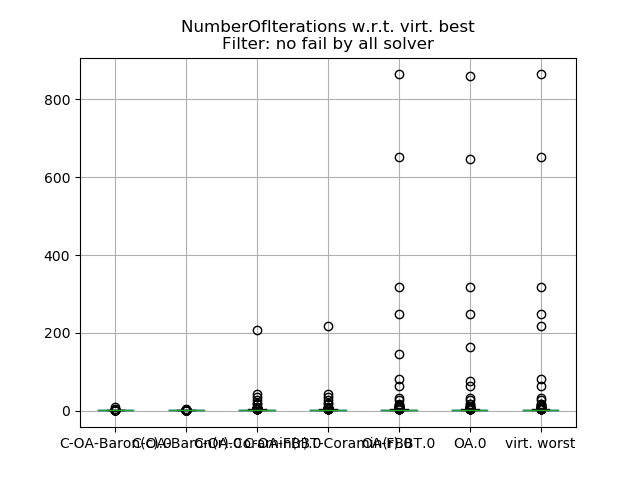 NumberOfIterations w.r.t. virt. best
Filter: no fail by all solver
800
600
400
200
0
OA.0
virt. worst